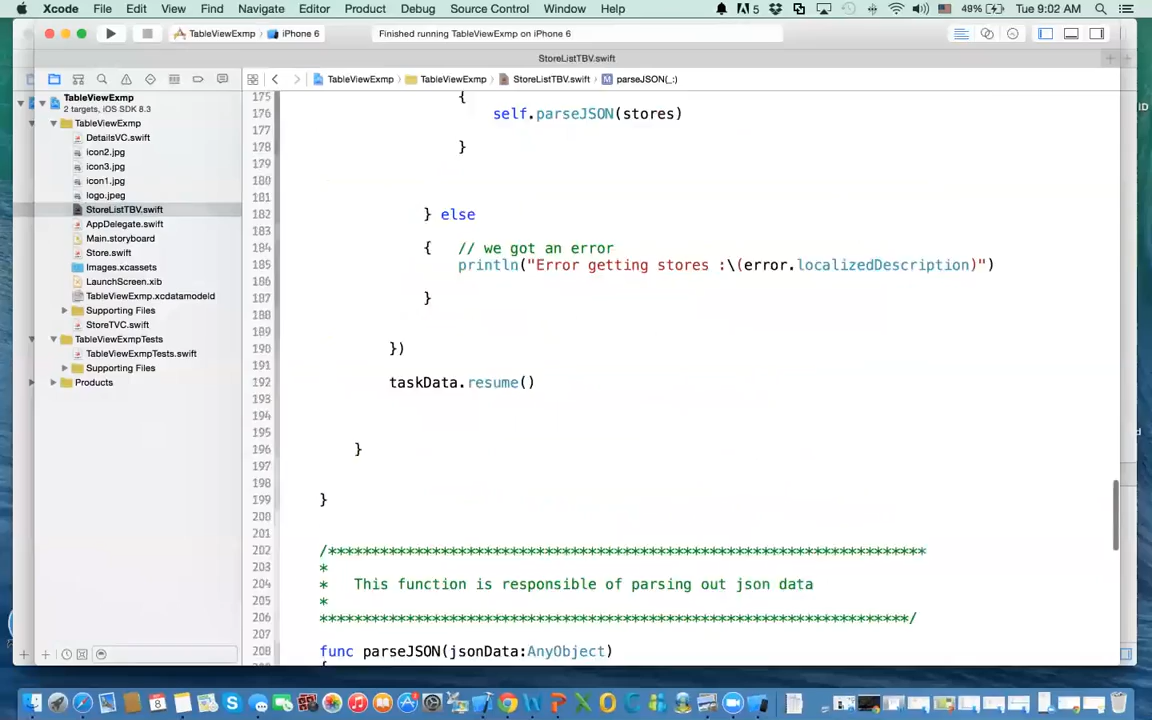 Xcode File Edit View Find Navigate Editor Product Debug Source Control Window Help 5 49% Tue 9:02 AM
TableViewExmp iPhone 6 Finished running TableViewExmp on iPhone 6
StoreListTBV.swift
TableViewExmp TableViewExmp StoreListTBV.swift M parseJSON(_:)
TableViewExmp
2 targets, iOS SDK 8.3
TableViewExmp
DetailsVC.swift
icon2.jpg
icon3.jpg
icon1.jpg
logo.jpeg
StoreListTBV.swift
AppDelegate.swift
Main.storyboard
Store.swift
Images.xcassets
LaunchScreen.xib
TableViewExmp.xcdatamodeld
Supporting Files
StoreTVC.swift
TableViewExmpTests
TableViewExmpTests.swift
Supporting Files
Products
175 {
176 self.parseJSON(stores)
177
178 }
179
180
181
182 } else
183
184 { // we got an error
185 println("Error getting stores :\(error.localizedDescription)")
186
187 }
188
189
190 })
191
192 taskData.resume()
193
194
195
196 }
197
198
199 }
200
201
202 /*********************************************************************
203 *
204 * This function is responsible of parsing out json data
205 *
206 ********************************************************************/
207
208 func parseJSON(jsonData:AnyObject)
{